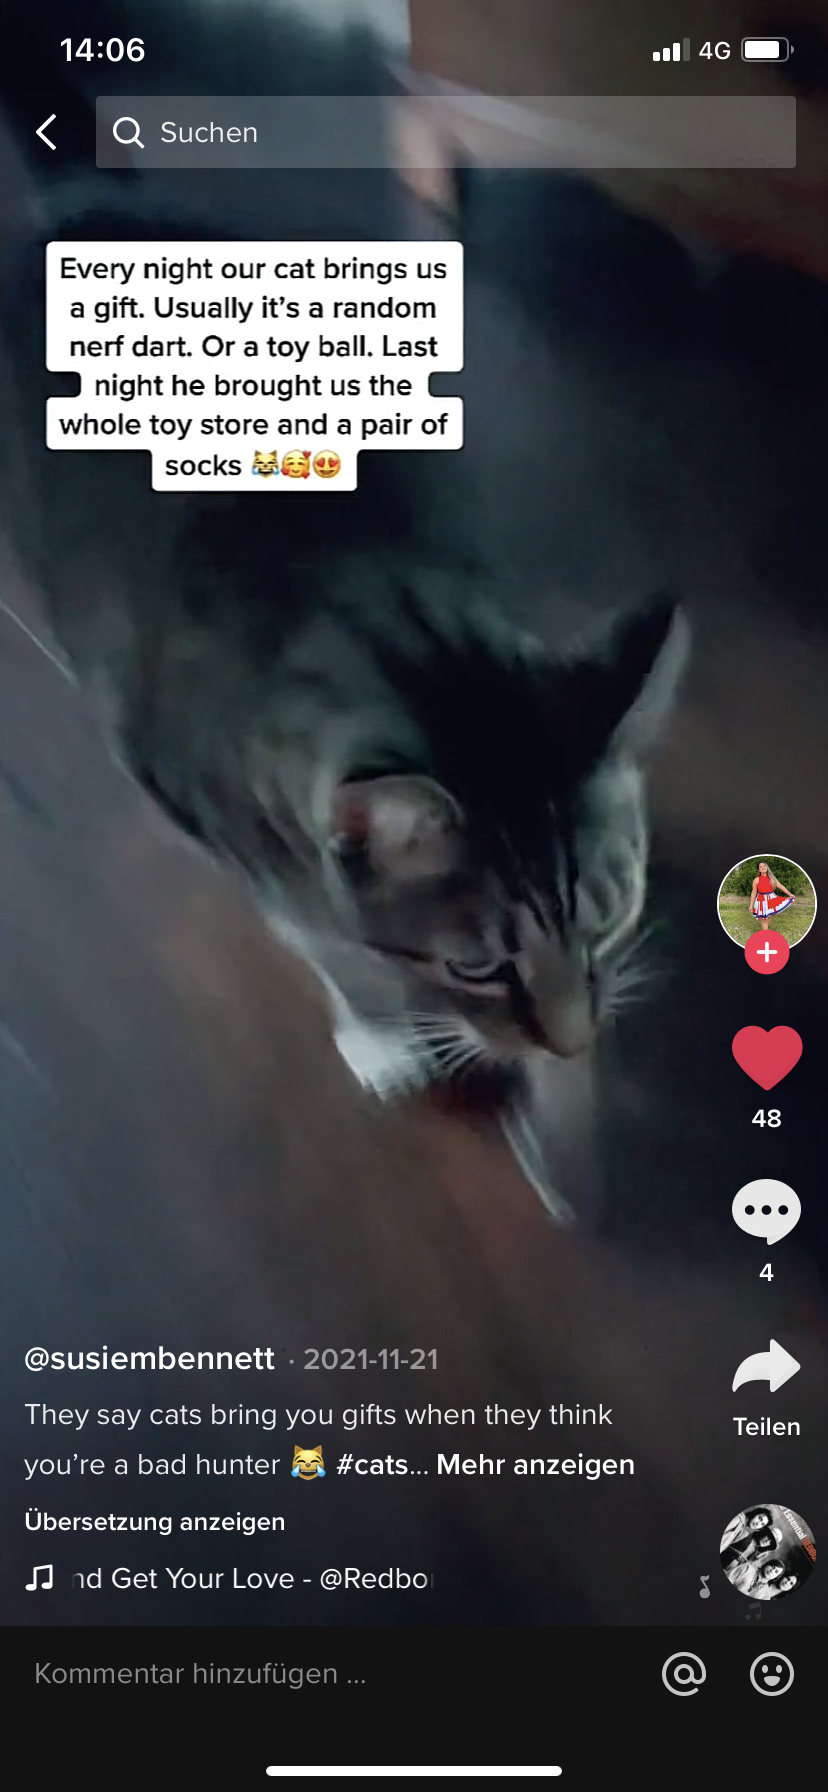 14:06
4G
Suchen
Every night our cat brings us
a gift. Usually it's a random
nerf dart. Or a toy ball. Last
night he brought us the
whole toy store and a pair of
socks 😹🥰😍
48
4
@susiembennett · 2021-11-21
They say cats bring you gifts when they think
you're a bad hunter 😹 #cats... Mehr anzeigen
Teilen
Übersetzung anzeigen
nd Get Your Love - @Redbo
Essential
Kommentar hinzufügen ...